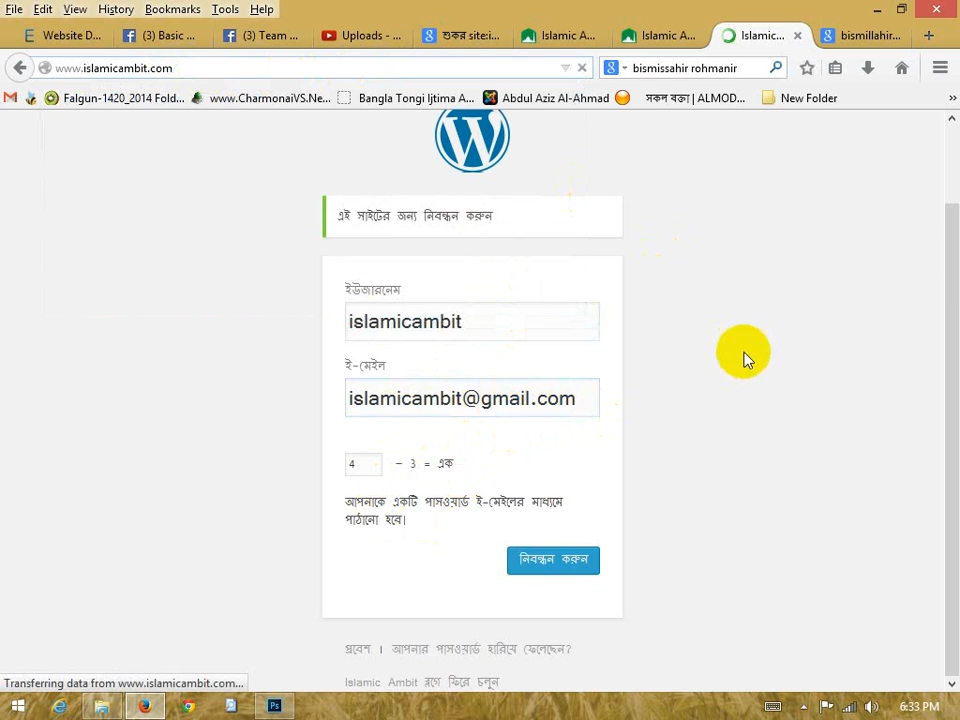 File Edit View History Bookmarks Tools Help
Website D... (3) Basic ... (3) Team ... Uploads - ... শুকর site:i... Islamic A... Islamic A... Islamic... bismillahir...
www.islamicambit.com bismissahir rohmanir
Falgun-1420_2014 Fold... www.CharmonaiVS.Ne... Bangla Tongi Ijtima A... Abdul Aziz Al-Ahmad সকল বক্তা | ALMOD... New Folder
এই সাইটের জন্য নিবন্ধন করুন
ইউজারনেম
islamicambit
ই-মেইল
islamicambit@gmail.com
4 − 3 = এক
আপনাকে একটি পাসওয়ার্ড ই-মেইলের মাধ্যমে
পাঠানো হবে।
নিবন্ধন করুন
প্রবেশ | আপনার পাসওয়ার্ড হারিয়ে ফেলেছেন?
Islamic Ambit ব্লগে ফিরে চলুন
Transferring data from www.islamicambit.com...
6:33 PM